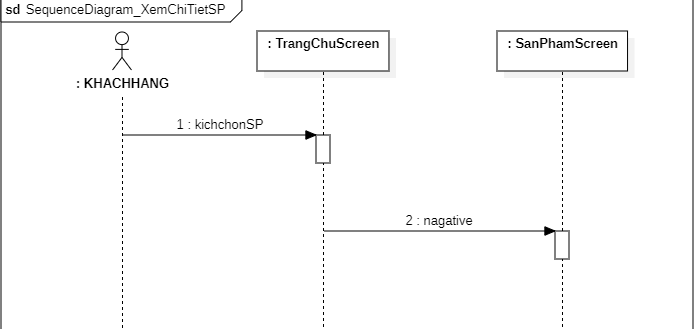 sd SequenceDiagram_XemChiTietSP
: KHACHHANG
: TrangChuScreen
: SanPhamScreen
1 : kichchonSP
2 : nagative